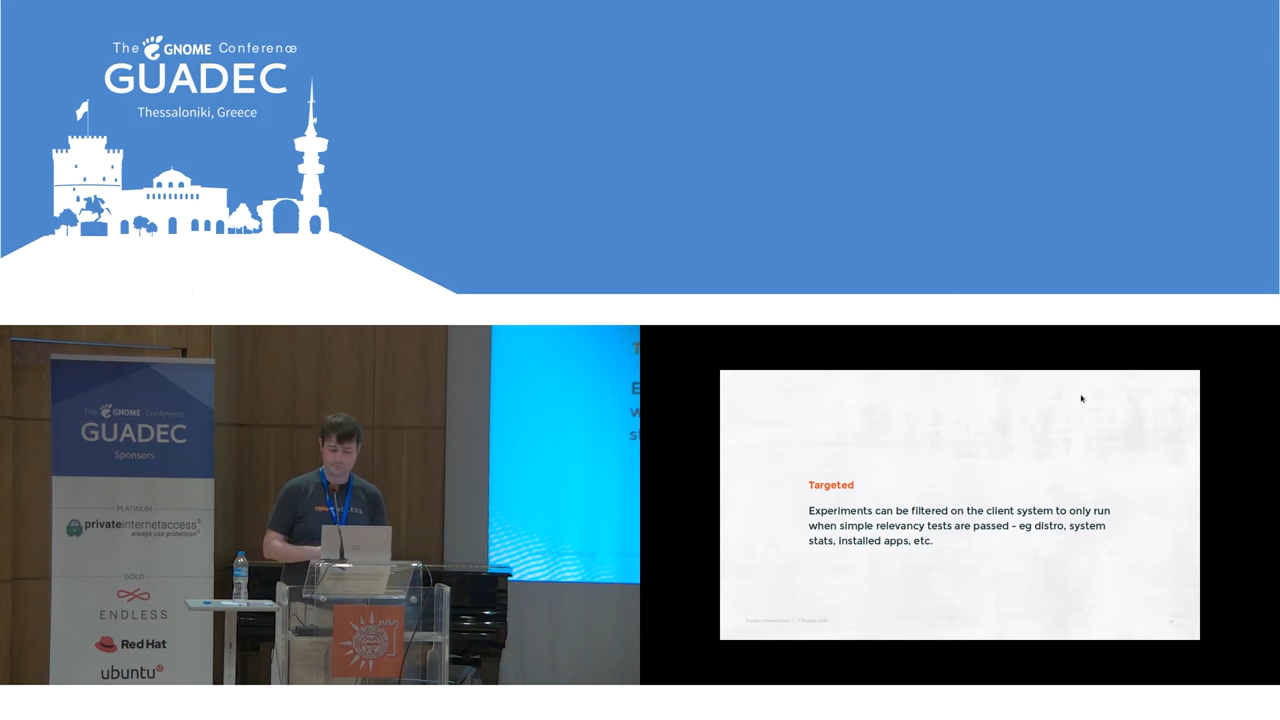 The GNOME Conference
GUADEC
Thessaloniki, Greece
The GNOME Conference
GUADEC
Sponsors
PLATINUM
privateinternetaccess®
always use protection®
GOLD
ENDLESS
Red Hat
ubuntu®
ENDLESS
Targeted
Experiments can be filtered on the client system to only run
when simple relevancy tests are passed - eg distro, system
stats, installed apps, etc.